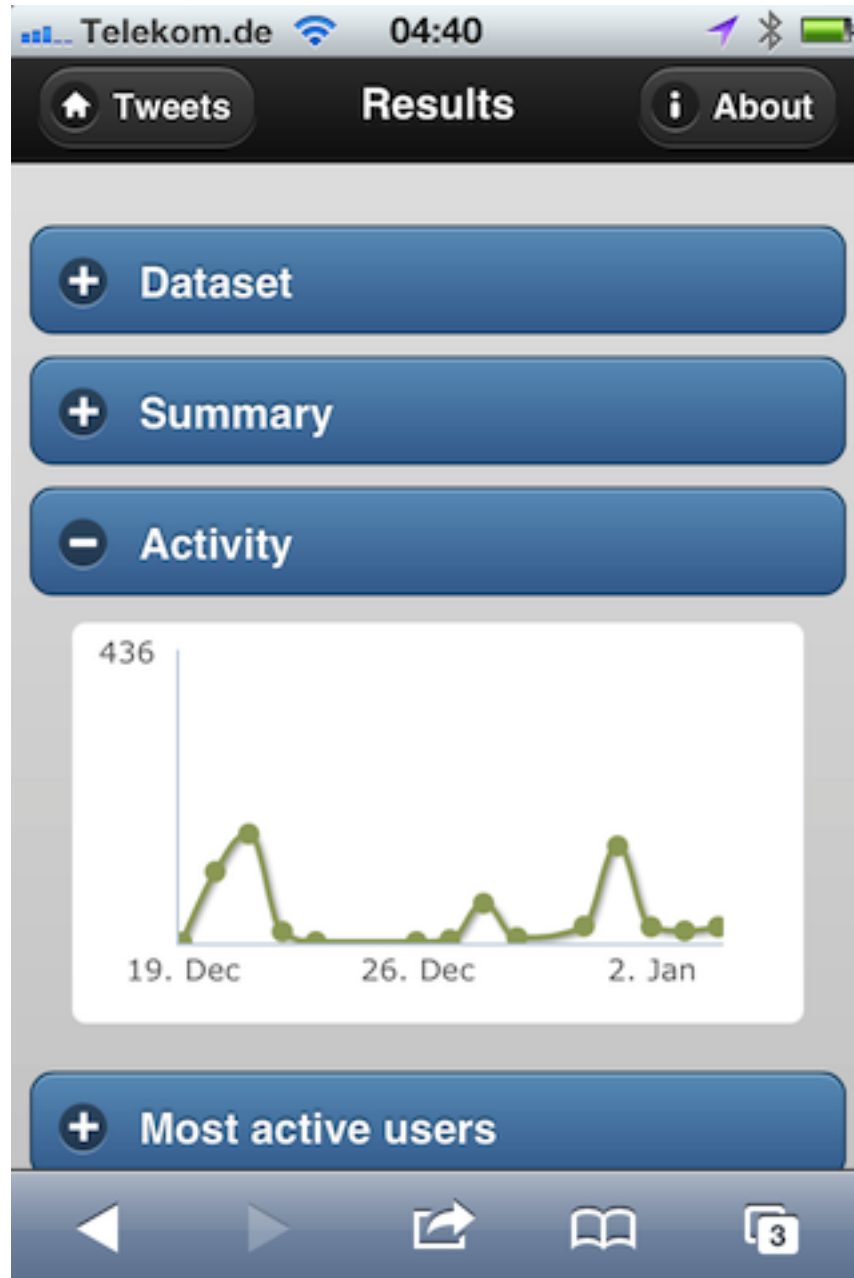 Telekom.de 04:40
Tweets Results i About
Dataset
Summary
Activity
436
19. Dec 26. Dec 2. Jan
Most active users
3